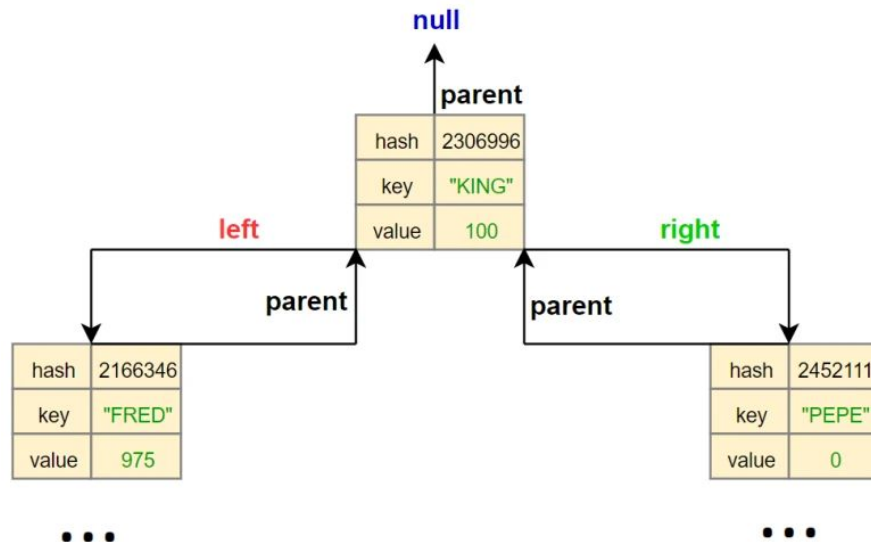 null
parent
hash 2306996
key "KING"
value 100
left
right
parent
parent
hash 2166346
key "FRED"
value 975
hash 2452111
key "PEPE"
value 0
...
...